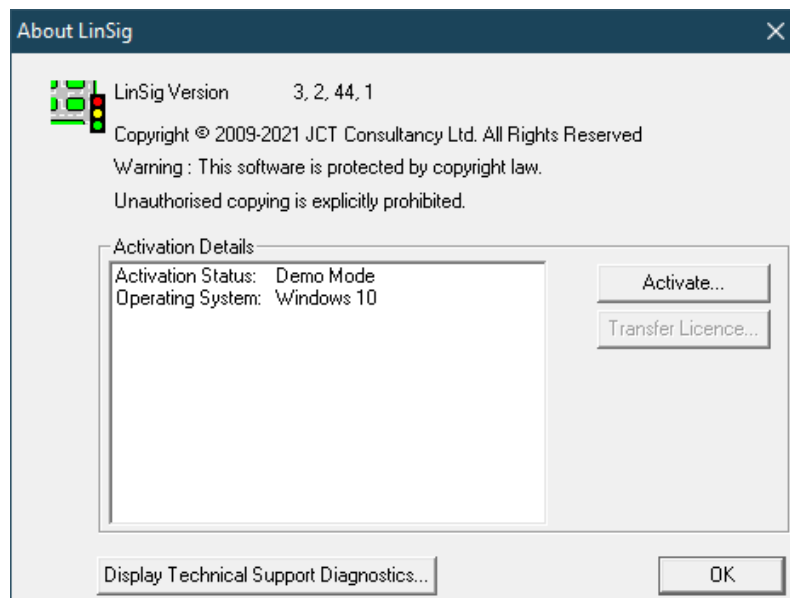 About LinSig
LinSig Version 3, 2, 44, 1
Copyright © 2009-2021 JCT Consultancy Ltd. All Rights Reserved
Warning : This software is protected by copyright law.
Unauthorised copying is explicitly prohibited.
Activation Details
Activation Status: Demo Mode
Operating System: Windows 10
Activate...
Transfer Licence...
Display Technical Support Diagnostics...
OK